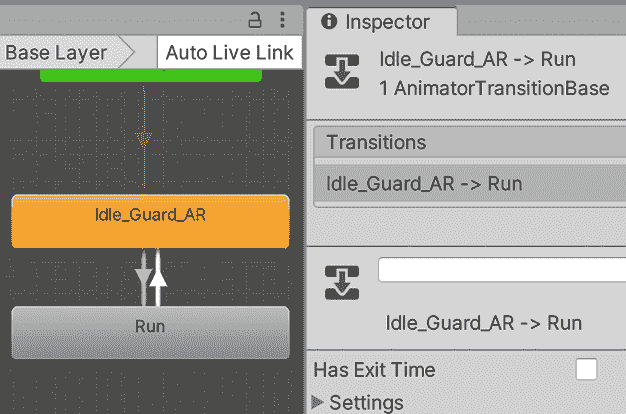 Base Layer
Auto Live Link
Idle_Guard_AR
Run
Inspector
Idle_Guard_AR -> Run
1 AnimatorTransitionBase
Transitions
Idle_Guard_AR -> Run
Idle_Guard_AR -> Run
Has Exit Time
Settings